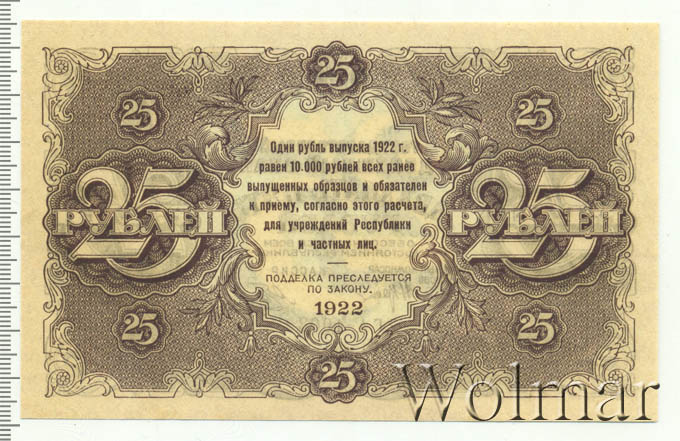 25
25 25
Один рубль выпуска 1922 г.
равен 10.000 рублей всех ранее
выпущенных образцов и обязателен
к приему, согласно этого расчета,
для учреждений Республики
и частных лиц.
25 РУБЛЕЙ
25 РУБЛЕЙ
ПОДДЕЛКА ПРЕСЛЕДУЕТСЯ
ПО ЗАКОНУ.
1922
25 25
25
Wolmar